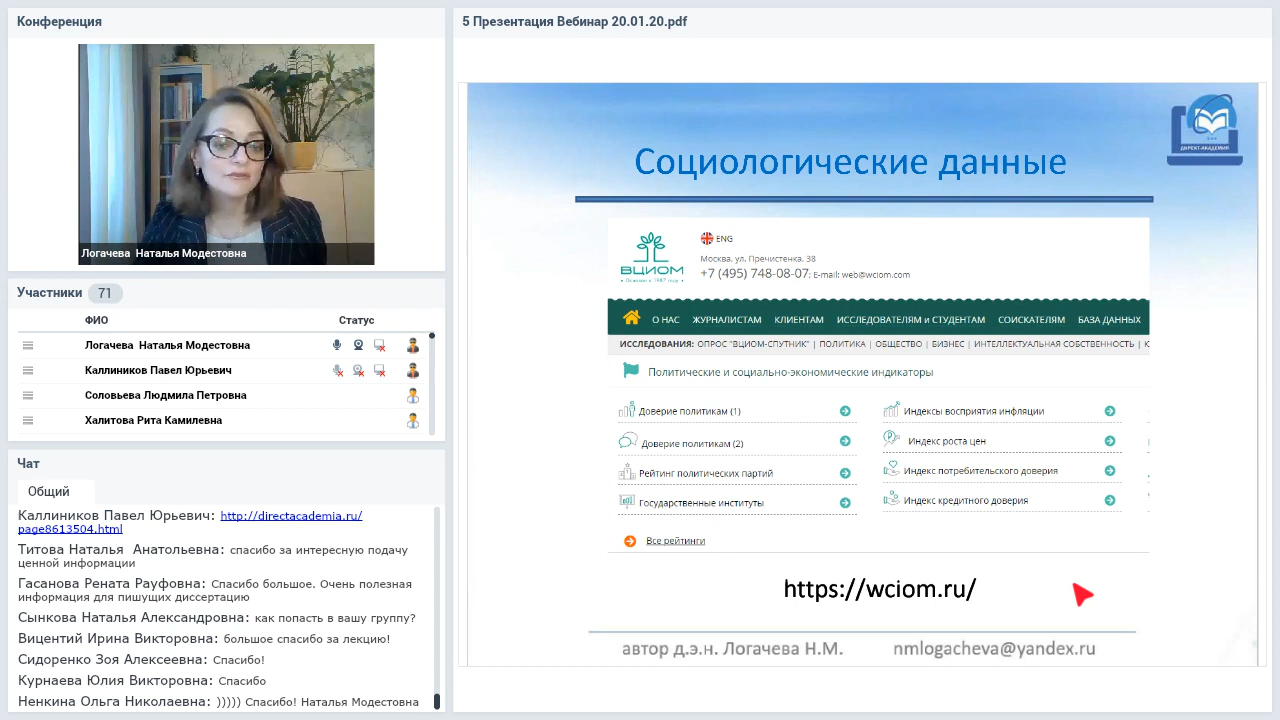 Конференция
Логачева  Наталья Модестовна
Участники 71
ФИО Статус
Логачева  Наталья Модестовна
Каллиников Павел Юрьевич
Соловьева Людмила Петровна
Халитова Рита Камилевна
Чат
Общий
Каллиников Павел Юрьевич: http://directacademia.ru/
page8613504.html
Титова Наталья  Анатольевна: спасибо за интересную подачу
ценной информации
Гасанова Рената Рауфовна: Спасибо большое. Очень полезная
информация для пишущих диссертацию
Сынкова Наталья Александровна: как попасть в вашу группу?
Вицентий Ирина Викторовна: большое спасибо за лекцию!
Сидоренко Зоя Алексеевна: Спасибо!
Курнаева Юлия Викторовна: Спасибо
Ненкина Ольга Николаевна: ))))) Спасибо! Наталья Модестовна
5 Презентация Вебинар 20.01.20.pdf
ДИРЕКТ-АКАДЕМИЯ
Социологические данные
ВЦИОМ
• Основан в 1987 году •
ENG
Москва, ул. Пречистенка, 38
+7 (495) 748-08-07; E-mail: web@wciom.com
О НАС ЖУРНАЛИСТАМ КЛИЕНТАМ ИССЛЕДОВАТЕЛЯМ и СТУДЕНТАМ СОИСКАТЕЛЯМ БАЗА ДАННЫХ
ИССЛЕДОВАНИЯ: ОПРОС "ВЦИОМ-СПУТНИК" | ПОЛИТИКА | ОБЩЕСТВО | БИЗНЕС | ИНТЕЛЛЕКТУАЛЬНАЯ СОБСТВЕННОСТЬ | К
Политические и социально-экономические индикаторы
Доверие политикам (1)
Доверие политикам (2)
Рейтинг политических партий
Государственные институты
Индексы восприятия инфляции
Индекс роста цен
Индекс потребительского доверия
Индекс кредитного доверия
Все рейтинги
https://wciom.ru/
автор д.э.н. Логачева Н.М. nmlogacheva@yandex.ru